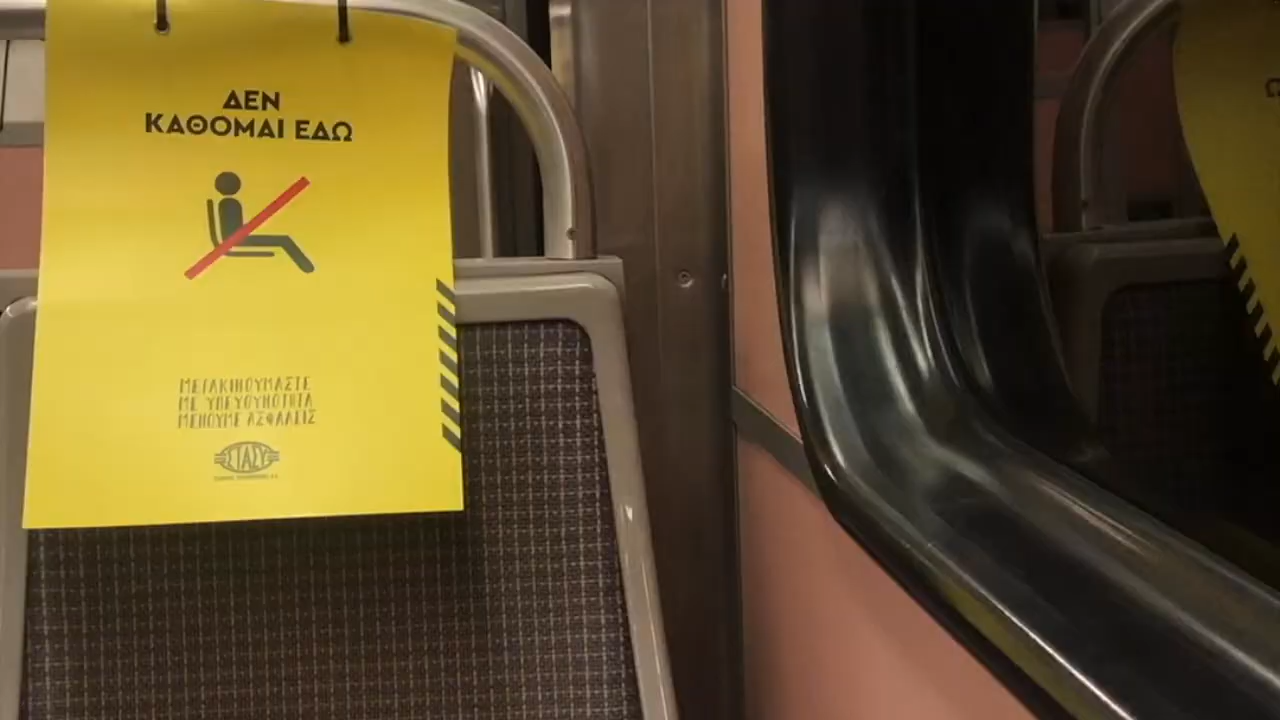 ΔΕΝ
ΚΑΘΟΜΑΙ ΕΔΩ
ΜΕΤΑΚΙΝΟΥΜΑΣΤΕ
ΜΕ ΥΠΕΥΘΥΝΟΤΗΤΑ
ΜΕΝΟΥΜΕ ΑΣΦΑΛΕΙΣ
ΣΤΑΣΥ